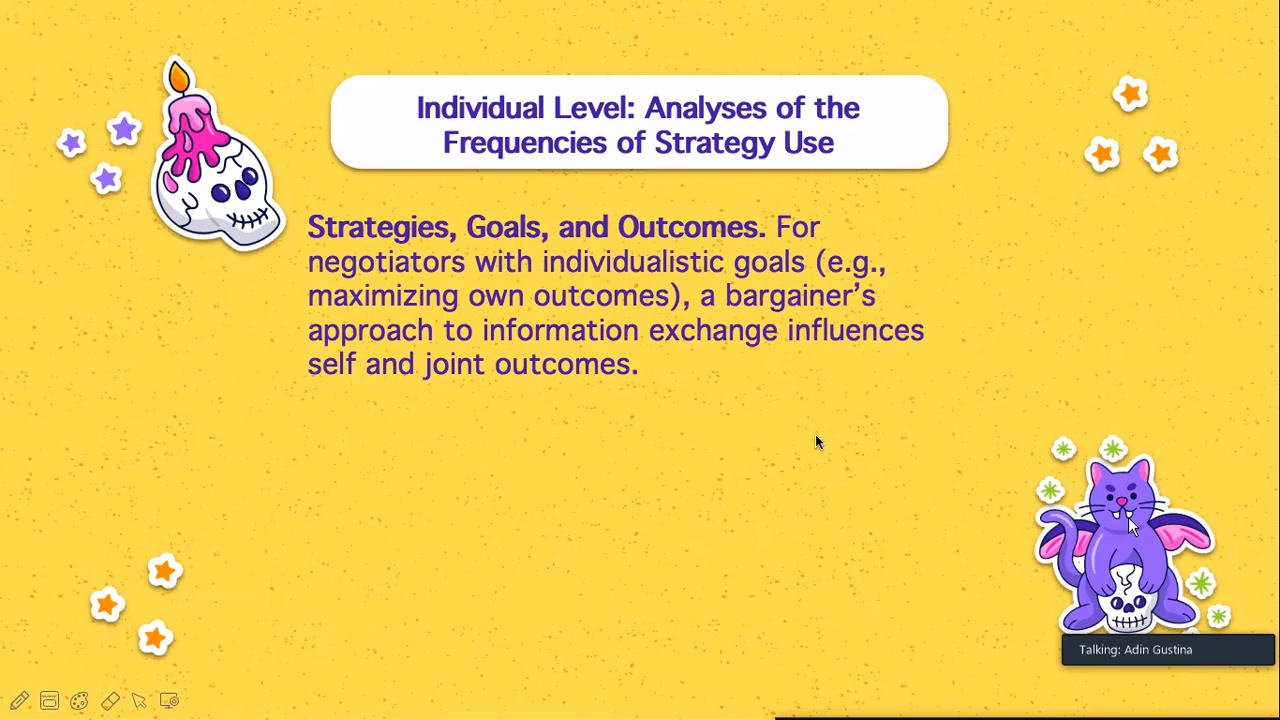 Individual Level: Analyses of the
Frequencies of Strategy Use
Strategies, Goals, and Outcomes. For
negotiators with individualistic goals (e.g.,
maximizing own outcomes), a bargainer’s
approach to information exchange influences
self and joint outcomes.
Talking: Adin Gustina